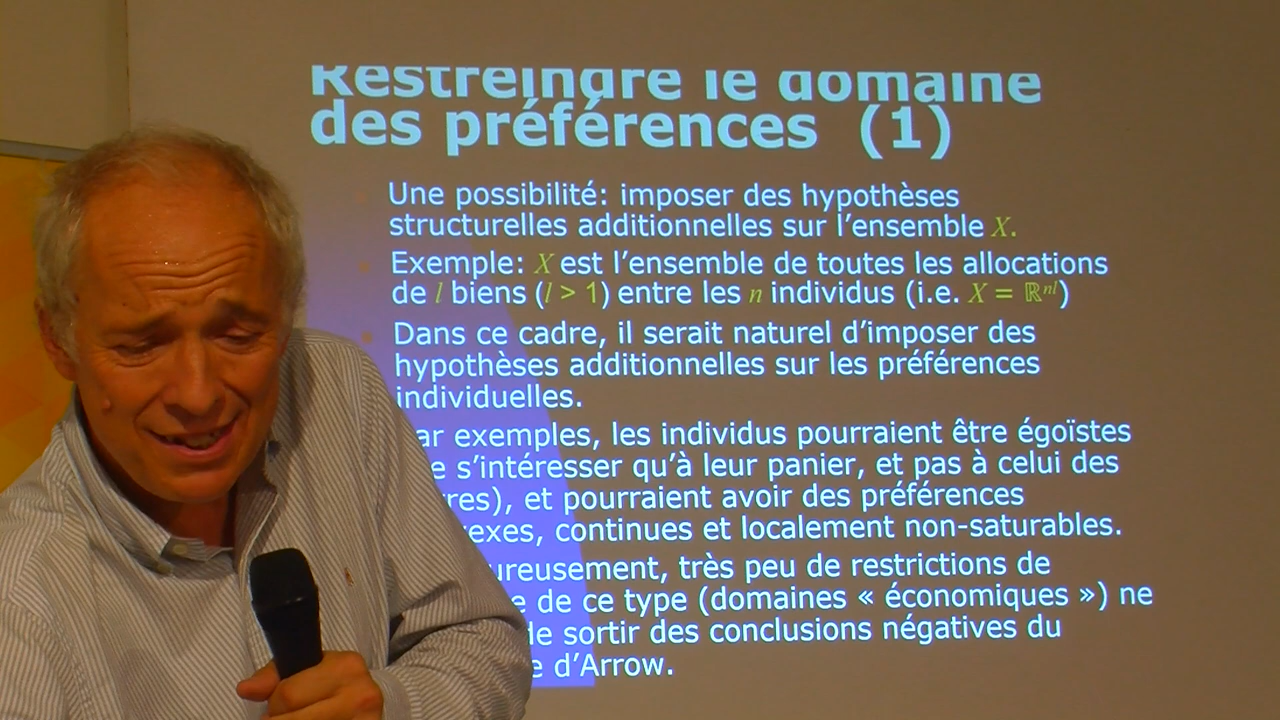 Restreindre le domaine
des préférences (1)
Une possibilité: imposer des hypothèses
structurelles additionnelles sur l’ensemble X.
Exemple: X est l’ensemble de toutes les allocations
de l biens (l > 1) entre les n individus (i.e. X = ℝⁿˡ)
Dans ce cadre, il serait naturel d’imposer des
hypothèses additionnelles sur les préférences
individuelles.
ar exemples, les individus pourraient être égoïstes
e s’intéresser qu’à leur panier, et pas à celui des
res), et pourraient avoir des préférences
exes, continues et localement non-saturables.
ureusement, très peu de restrictions de
e de ce type (domaines « économiques ») ne
de sortir des conclusions négatives du
e d’Arrow.